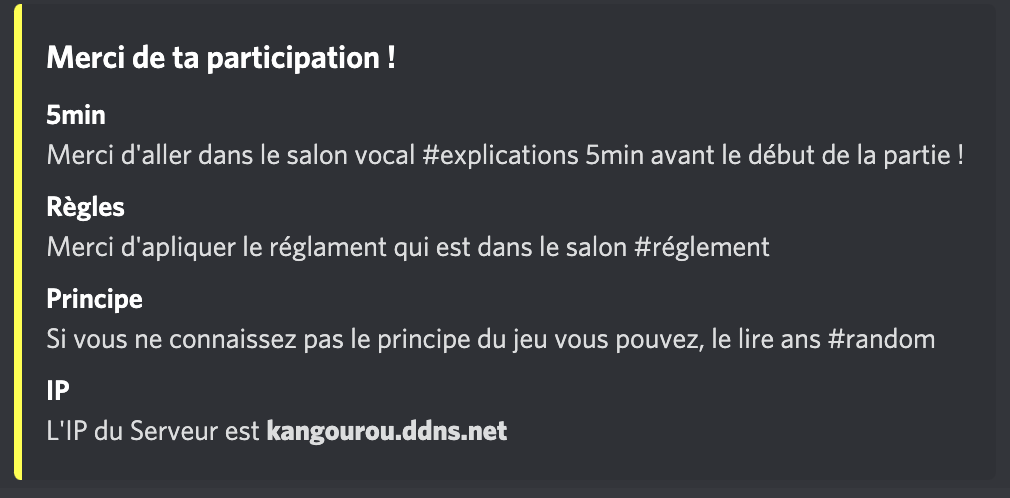 Merci de ta participation !
5min
Merci d'aller dans le salon vocal #explications 5min avant le début de la partie !
Règles
Merci d'apliquer le réglament qui est dans le salon #réglement
Principe
Si vous ne connaissez pas le principe du jeu vous pouvez, le lire ans #random
IP
L'IP du Serveur est kangourou.ddns.net